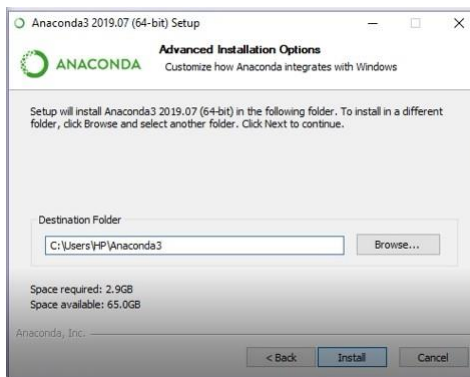 Anaconda3 2019.07 (64-bit) Setup
ANACONDA
Advanced Installation Options
Customize how Anaconda integrates with Windows
Setup will install Anaconda3 2019.07 (64-bit) in the following folder. To install in a different
folder, click Browse and select another folder. Click Next to continue.
Destination Folder
C:\Users\HP\Anaconda3
Browse...
Space required: 2.9GB
Space available: 65.0GB
Anaconda, Inc.
< Back
Install
Cancel